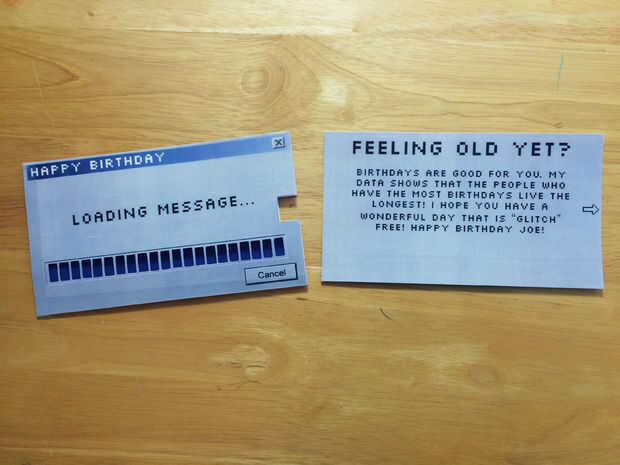 HAPPY BIRTHDAY
LOADING MESSAGE...
Cancel
FEELING OLD YET?
BIRTHDAYS ARE GOOD FOR YOU. MY
DATA SHOWS THAT THE PEOPLE WHO
HAVE THE MOST BIRTHDAYS LIVE THE
LONGEST! I HOPE YOU HAVE A
WONDERFUL DAY THAT IS "GLITCH"
FREE! HAPPY BIRTHDAY JOE!